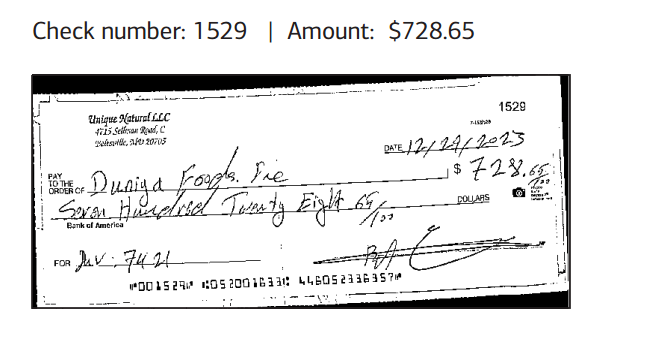 Check number: 1529 | Amount: $728.65
1529
Unique Natural LLC
4715 Sellman Road, C
Beltsville, MD 20705
DATE 12/29/2023
PAY
TO THE
ORDER OF Duniya Foods. Inc $ 728.65/100
Seven Hundred Twenty Eight 65/100 DOLLARS
Bank of America
FOR Inv. 7421
⑈001529⑈ ⑆052001633⑆ 446052336357⑈